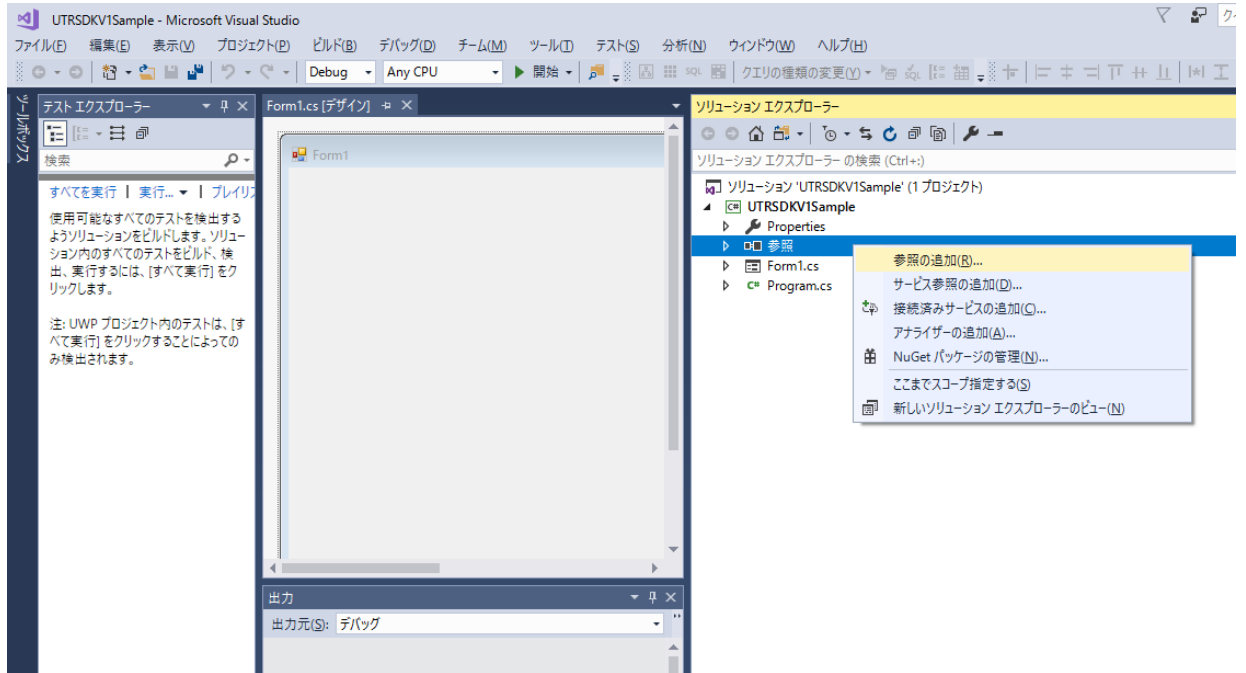 UTRSDKV1Sample - Microsoft Visual Studio
ファイル(F) 編集(E) 表示(V) プロジェクト(P) ビルド(B) デバッグ(D) チーム(M) ツール(T) テスト(S) 分析(N) ウィンドウ(W) ヘルプ(H)
Debug Any CPU 開始 クエリの種類の変更(Y)
ツールボックス
テスト エクスプローラー
検索
すべてを実行 | 実行... | プレイリス
使用可能なすべてのテストを検出する
ようソリューションをビルドします。ソリュー
ション内のすべてのテストをビルド、検
出、実行するには、[すべて実行] をク
リックします。
注: UWP プロジェクト内のテストは、[す
べて実行] をクリックすることによっての
み検出されます。
Form1.cs [デザイン]
Form1
出力
出力元(S): デバッグ
ソリューション エクスプローラー
ソリューション エクスプローラー の検索 (Ctrl+:)
ソリューション 'UTRSDKV1Sample' (1 プロジェクト)
C# UTRSDKV1Sample
Properties
参照
Form1.cs
C# Program.cs
参照の追加(R)...
サービス参照の追加(D)...
接続済みサービスの追加(C)...
アナライザーの追加(A)...
NuGet パッケージの管理(N)...
ここまでスコープ指定する(S)
新しいソリューション エクスプローラーのビュー(N)